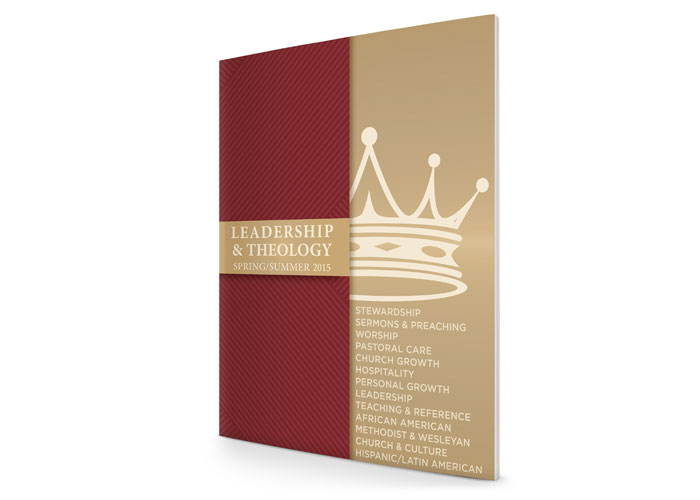 LEADERSHIP
& THEOLOGY
SPRING/SUMMER 2015
STEWARDSHIP
SERMONS & PREACHING
WORSHIP
PASTORAL CARE
CHURCH GROWTH
HOSPITALITY
PERSONAL GROWTH
LEADERSHIP
TEACHING & REFERENCE
AFRICAN AMERICAN
METHODIST & WESLEYAN
CHURCH & CULTURE
HISPANIC/LATIN AMERICAN